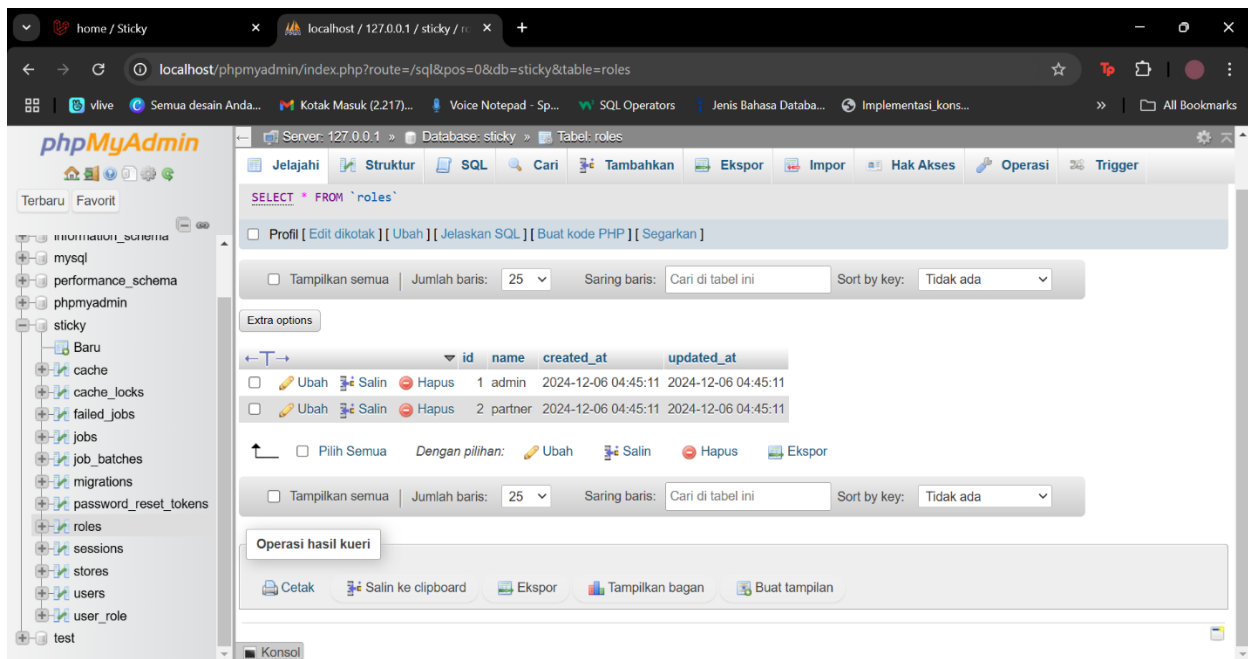 home / Sticky
localhost / 127.0.0.1 / sticky / ro
localhost/phpmyadmin/index.php?route=/sql&pos=0&db=sticky&table=roles
Tp
vlive Semua desain Anda... Kotak Masuk (2.217)... Voice Notepad - Sp... SQL Operators Jenis Bahasa Databa... Implementasi_kons... » All Bookmarks
phpMyAdmin
Terbaru Favorit
information_schema
mysql
performance_schema
phpmyadmin
sticky
Baru
cache
cache_locks
failed_jobs
jobs
job_batches
migrations
password_reset_tokens
roles
sessions
stores
users
user_role
test
Server: 127.0.0.1 » Database: sticky » Tabel: roles
Jelajahi Struktur SQL Cari Tambahkan Ekspor Impor Hak Akses Operasi Trigger
SELECT * FROM `roles`
Profil [ Edit dikotak ] [ Ubah ] [ Jelaskan SQL ] [ Buat kode PHP ] [ Segarkan ]
Tampilkan semua | Jumlah baris: 25 Saring baris: Cari di tabel ini Sort by key: Tidak ada
Extra options
←T→ id name created_at updated_at
Ubah Salin Hapus 1 admin 2024-12-06 04:45:11 2024-12-06 04:45:11
Ubah Salin Hapus 2 partner 2024-12-06 04:45:11 2024-12-06 04:45:11
Pilih Semua Dengan pilihan: Ubah Salin Hapus Ekspor
Tampilkan semua | Jumlah baris: 25 Saring baris: Cari di tabel ini Sort by key: Tidak ada
Operasi hasil kueri
Cetak Salin ke clipboard Ekspor Tampilkan bagan Buat tampilan
Konsol